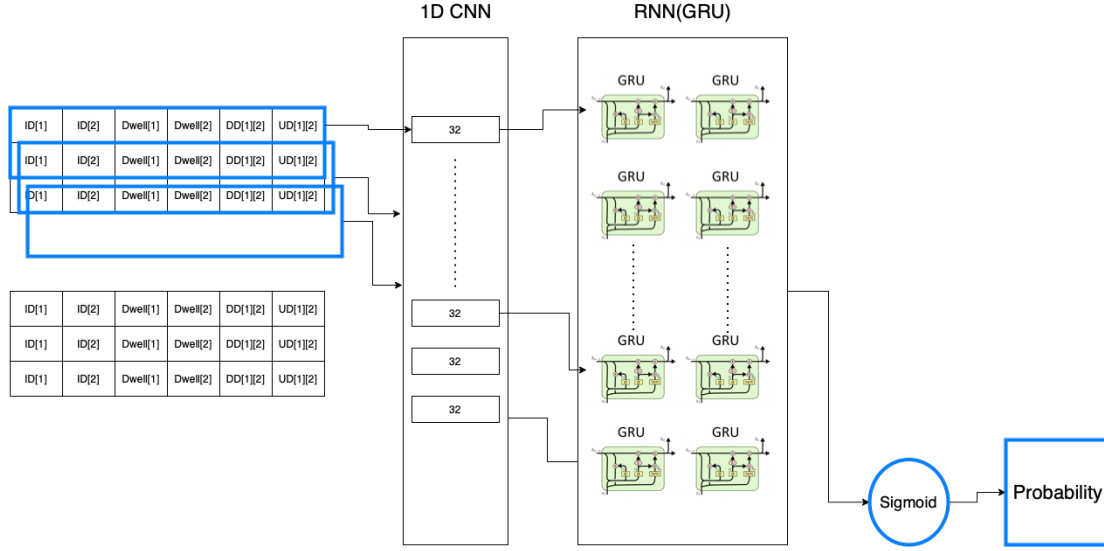 1D CNN
RNN(GRU)
ID[1] ID[2] Dwell[1] Dwell[2] DD[1][2] UD[1][2]
ID[1] ID[2] Dwell[1] Dwell[2] DD[1][2] UD[1][2]
ID[1] ID[2] Dwell[1] Dwell[2] DD[1][2] UD[1][2]
ID[1] ID[2] Dwell[1] Dwell[2] DD[1][2] UD[1][2]
ID[1] ID[2] Dwell[1] Dwell[2] DD[1][2] UD[1][2]
ID[1] ID[2] Dwell[1] Dwell[2] DD[1][2] UD[1][2]
32
32
32
32
GRU GRU
GRU GRU
GRU GRU
GRU GRU
Sigmoid
Probability